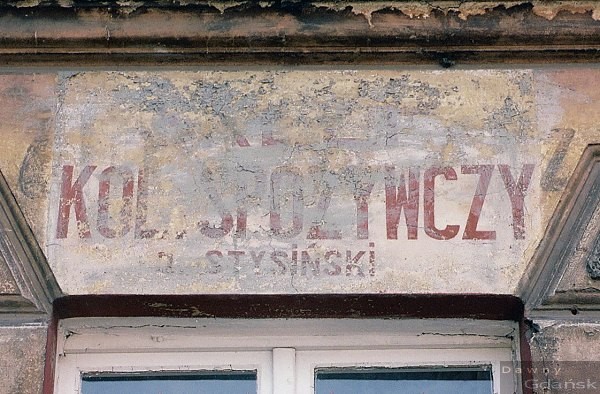 KOL. SPOŻYWCZY
J. STYSIŃSKI
Dawny
Gdańsk